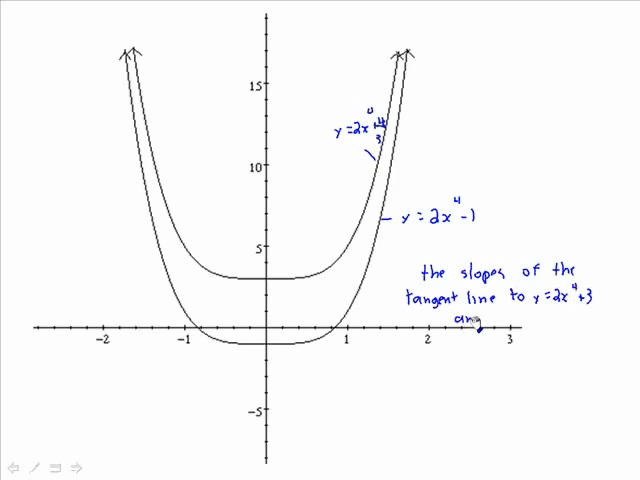 15
y = 2x⁴ + 3
10
y = 2x⁴ - 1
5
the slopes of the
tangent line to y = 2x⁴ + 3
-2
-1
1
2
3
-5